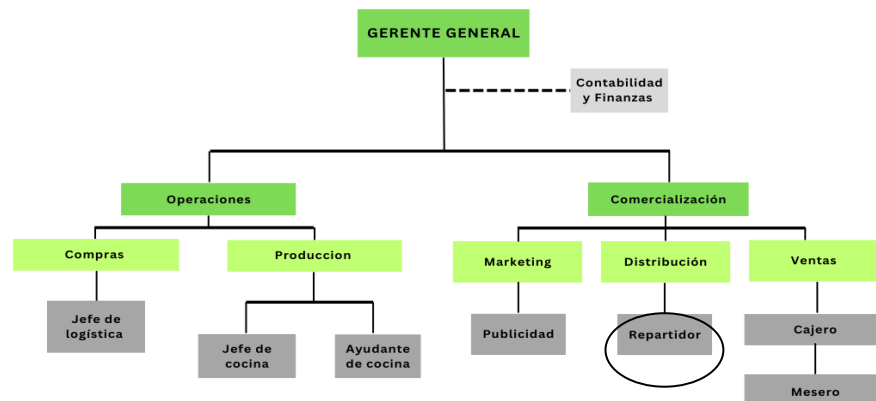 GERENTE GENERAL
Contabilidad
y Finanzas
Operaciones
Comercialización
Compras
Produccion
Marketing
Distribución
Ventas
Jefe de
logística
Jefe de
cocina
Ayudante
de cocina
Publicidad
Repartidor
Cajero
Mesero